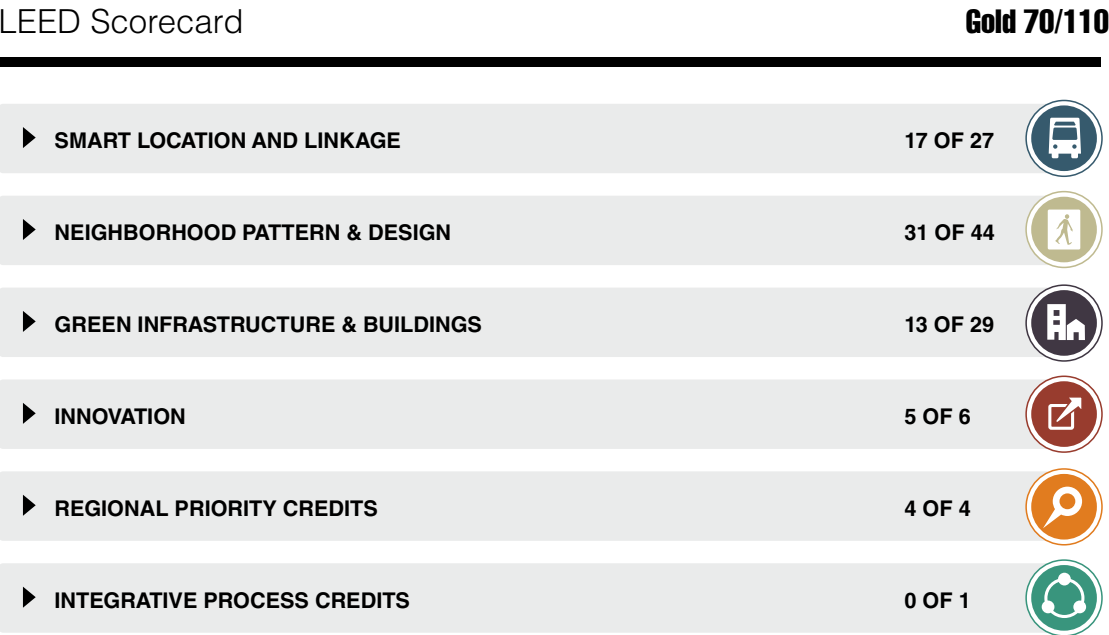 LEED Scorecard Gold 70/110
SMART LOCATION AND LINKAGE 17 OF 27
NEIGHBORHOOD PATTERN & DESIGN 31 OF 44
GREEN INFRASTRUCTURE & BUILDINGS 13 OF 29
INNOVATION 5 OF 6
REGIONAL PRIORITY CREDITS 4 OF 4
INTEGRATIVE PROCESS CREDITS 0 OF 1